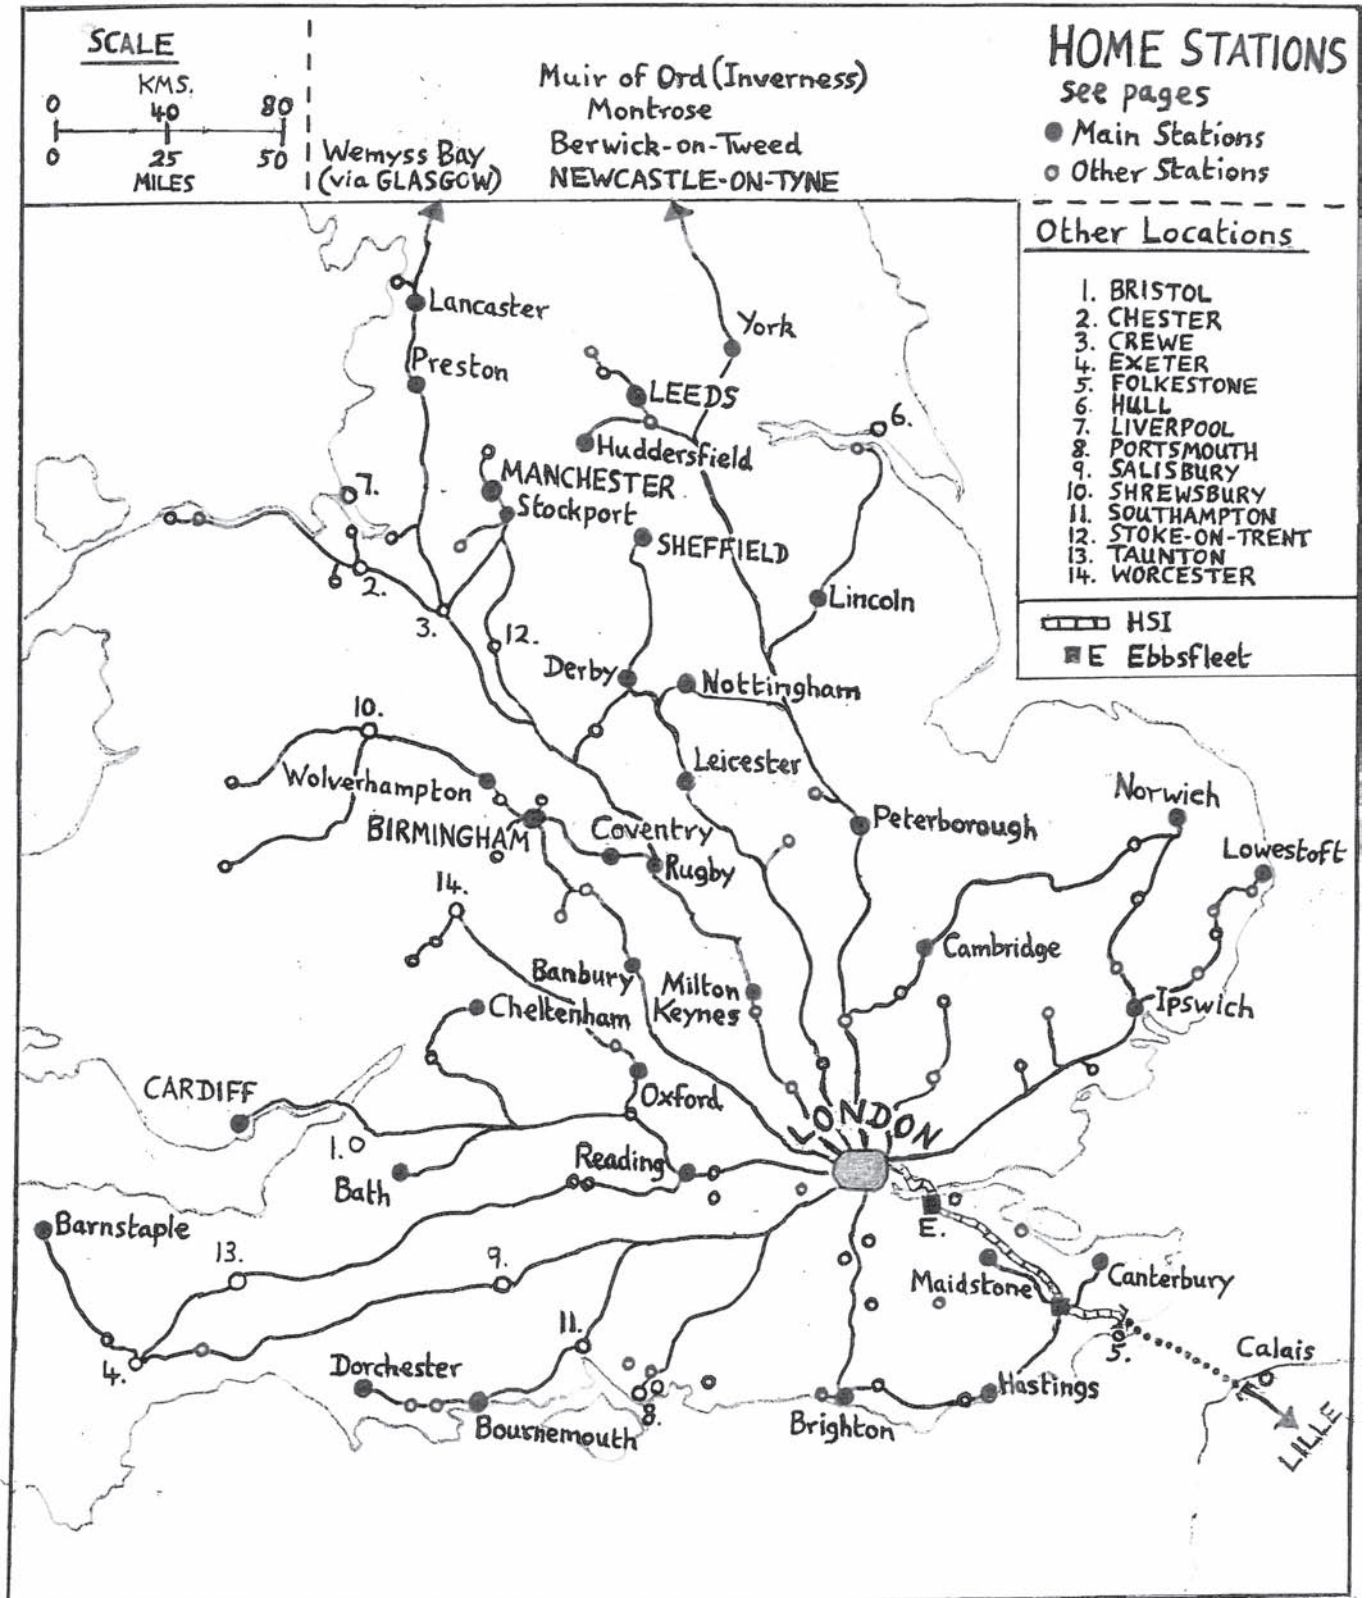 SCALE
KMS.
0 40 80
0 25 50
MILES
Wemyss Bay
(via GLASGOW)
Muir of Ord (Inverness)
Montrose
Berwick-on-Tweed
NEWCASTLE-ON-TYNE
HOME STATIONS
see pages
Main Stations
Other Stations
Other Locations
1. BRISTOL
2. CHESTER
3. CREWE
4. EXETER
5. FOLKESTONE
6. HULL
7. LIVERPOOL
8. PORTSMOUTH
9. SALISBURY
10. SHREWSBURY
11. SOUTHAMPTON
12. STOKE-ON-TRENT
13. TAUNTON
14. WORCESTER
HSI
E Ebbsfleet
Lancaster
York
Preston
LEEDS
6.
Huddersfield
MANCHESTER
7.
Stockport
SHEFFIELD
2.
Lincoln
3.
12.
Derby
Nottingham
10.
Leicester
Wolverhampton
Norwich
BIRMINGHAM
Coventry
Peterborough
Lowestoft
Rugby
14.
Cambridge
Banbury
Milton
Keynes
Cheltenham
Ipswich
CARDIFF
Oxford
LONDON
1.
Reading
Bath
Barnstaple
E.
13.
9.
Maidstone
Canterbury
11.
5.
4.
Calais
Dorchester
Hastings
8.
Bournemouth
Brighton
LILLE